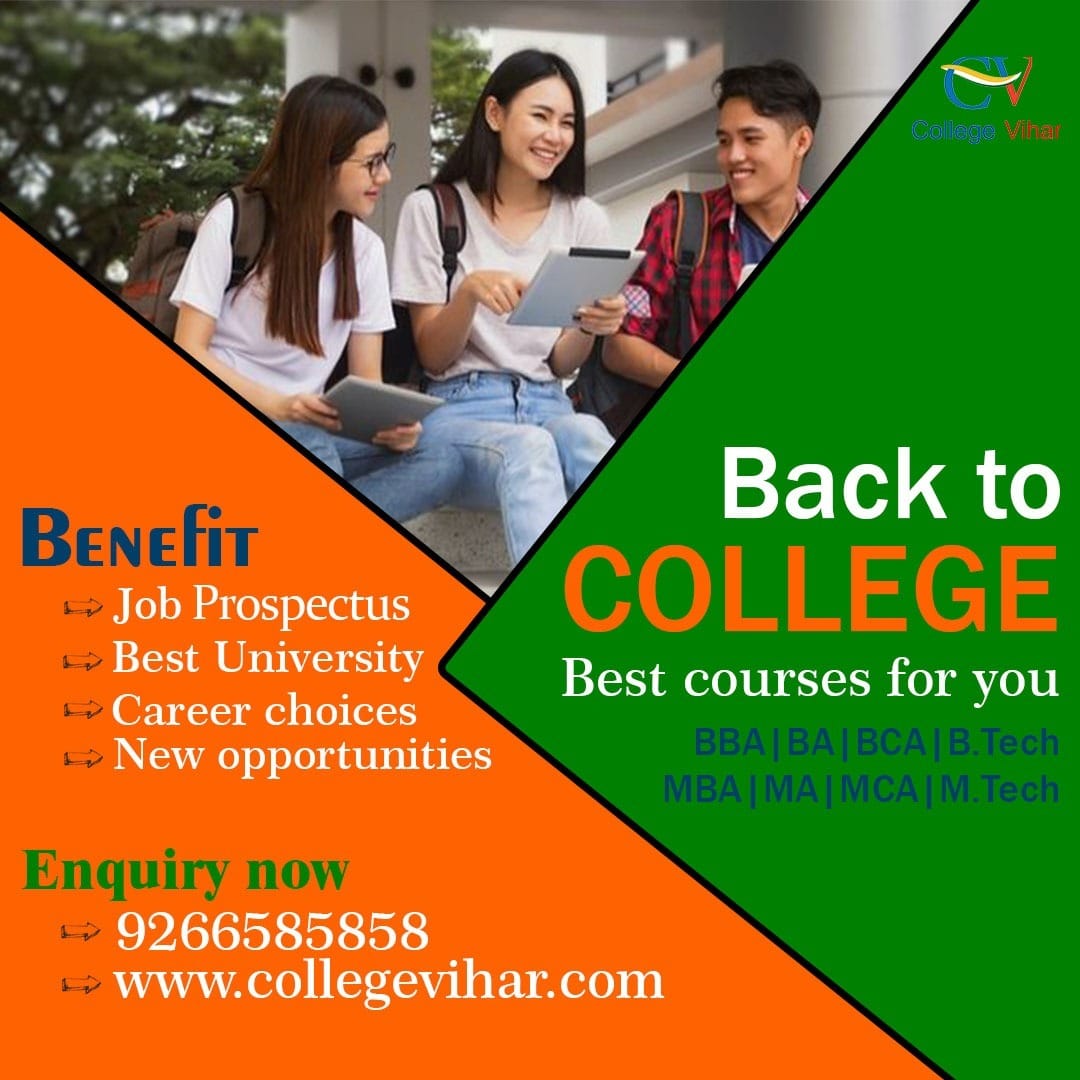 CV
College Vihar
Back to
COLLEGE
Best courses for you
BBA|BA|BCA|B.Tech
MBA|MA|MCA|M.Tech
Benefit
Job Prospectus
Best University
Career choices
New opportunities
Enquiry now
9266585858
www.collegevihar.com